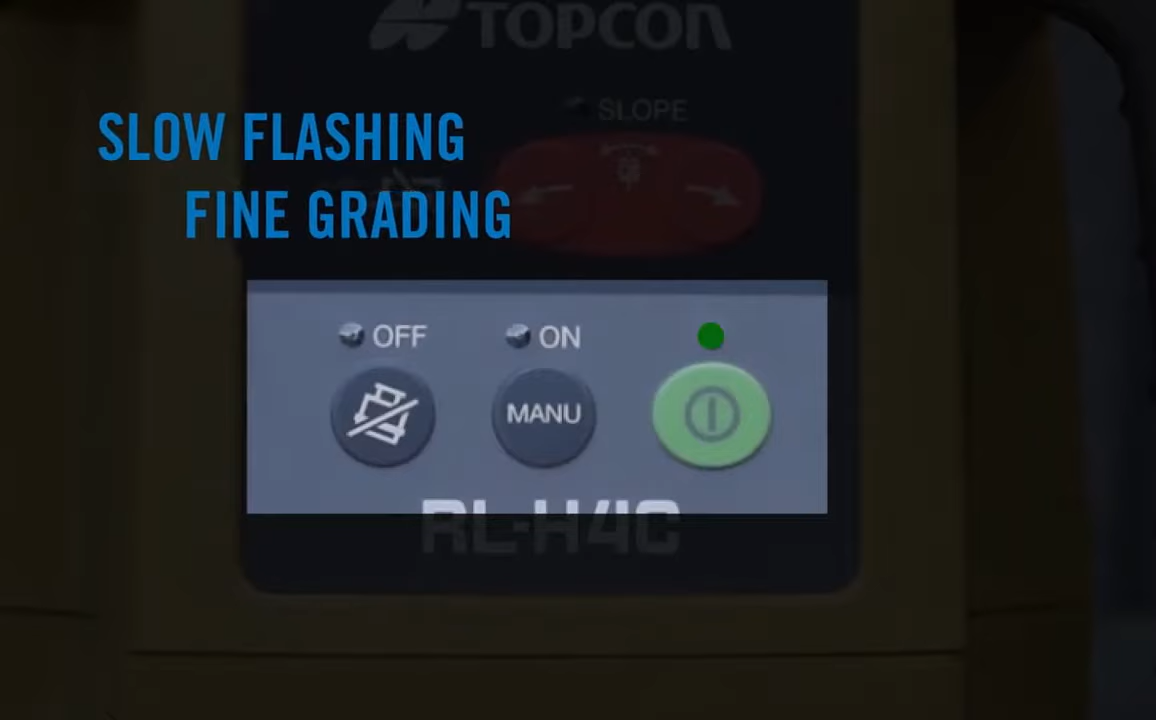 TOPCON
SLOPE
SLOW FLASHING
FINE GRADING
OFF
ON
MANU
RL-H4C